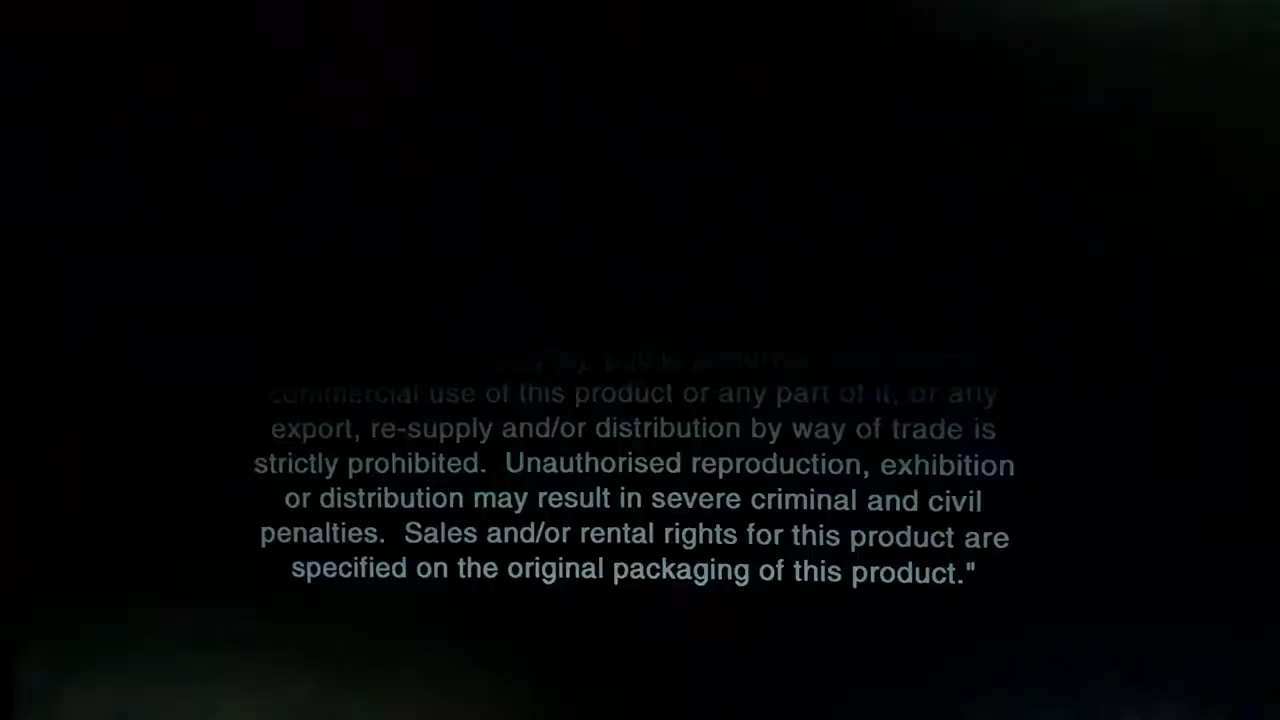 public
commercial use of this product or any part of it, or any
export, re-supply and/or distribution by way of trade is
strictly prohibited.  Unauthorised reproduction, exhibition
or distribution may result in severe criminal and civil
penalties.  Sales and/or rental rights for this product are
specified on the original packaging of this product."